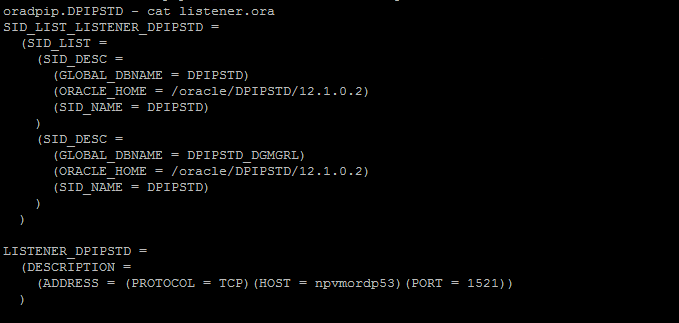 oradpip.DPIPSTD - cat listener.ora
SID_LIST_LISTENER_DPIPSTD =
  (SID_LIST =
    (SID_DESC =
      (GLOBAL_DBNAME = DPIPSTD)
      (ORACLE_HOME = /oracle/DPIPSTD/12.1.0.2)
      (SID_NAME = DPIPSTD)
    )
    (SID_DESC =
      (GLOBAL_DBNAME = DPIPSTD_DGMGRL)
      (ORACLE_HOME = /oracle/DPIPSTD/12.1.0.2)
      (SID_NAME = DPIPSTD)
    )
  )

LISTENER_DPIPSTD =
  (DESCRIPTION =
    (ADDRESS = (PROTOCOL = TCP)(HOST = npvmordp53)(PORT = 1521))
  )